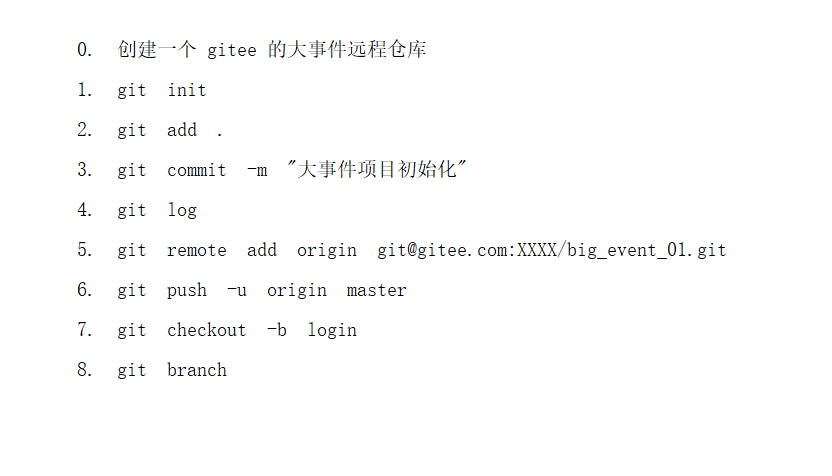 0. 创建一个 gitee 的大事件远程仓库
1. git init
2. git add .
3. git commit -m "大事件项目初始化"
4. git log
5. git remote add origin git@gitee.com:XXXX/big_event_01.git
6. git push -u origin master
7. git checkout -b login
8. git branch